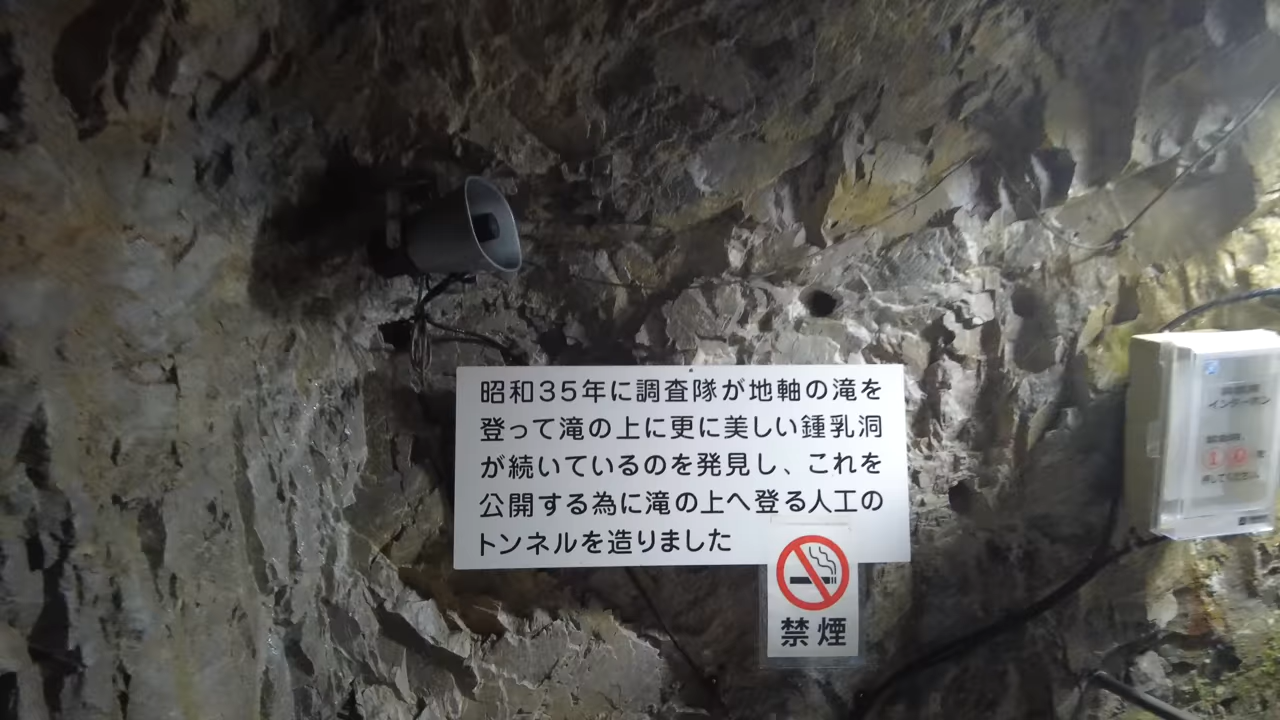 昭和35年に調査隊が地軸の滝を
登って滝の上に更に美しい鍾乳洞
が続いているのを発見し、これを
公開する為に滝の上へ登る人工の
トンネルを造りました
禁煙
インターホン